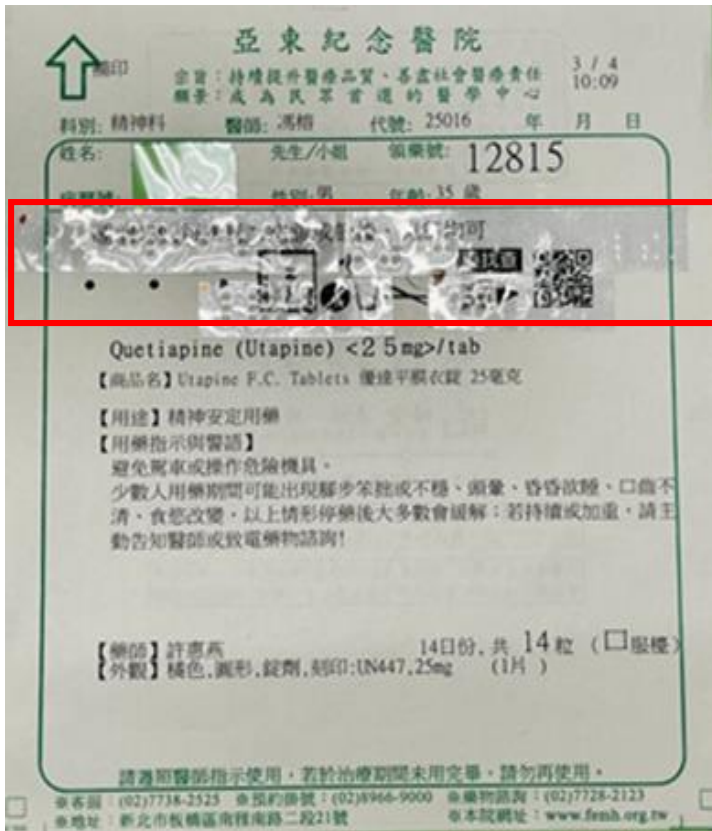 亞東紀念醫院
宗旨：持續提升醫療品質、善盡社會醫療責任
願景：成為民眾首選的醫學中心
3 / 4
10:09
科別: 精神科 醫師: 馮榕 代號: 25016 年 月 日
姓名: 先生/小姐 領藥號: 12815
性別: 男 年齡: 35 歲
Quetiapine (Utapine) <25mg>/tab
【商品名】Utapine F.C. Tablets 優達平膜衣錠 25毫克
【用途】精神安定用藥
【用藥指示與警語】
避免駕車或操作危險機具。
少數人用藥期間可能出現腳步笨拙或不穩、頭暈、昏昏欲睡、口齒不
清、食慾改變，以上情形停藥後大多數會緩解；若持續或加重，請主
動告知醫師或致電藥物諮詢!
【藥師】許惠 14日份, 共 14 粒 (口服 )
【外觀】橘色,圓形,錠劑,刻印:UN447,25mg (1片 )
請遵照醫師指示使用，若於治療期間未用完畢，請勿再使用。
(02)7738-2525 ※預約掛號：(02)8966-9000 ※藥物諮詢：(02)7728-2123
※地址：新北市板橋區南雅南路二段21號 ※本院網址：www.femh.org.tw